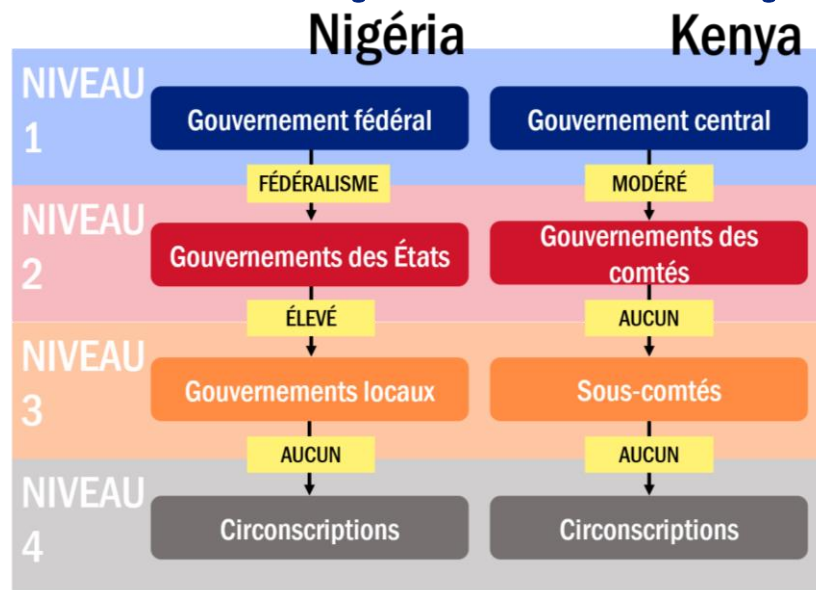 Nigéria
Kenya
NIVEAU
1
Gouvernement fédéral
Gouvernement central
FÉDÉRALISME
MODÉRÉ
NIVEAU
2
Gouvernements des États
Gouvernements des
comtés
ÉLEVÉ
AUCUN
NIVEAU
3
Gouvernements locaux
Sous-comtés
AUCUN
AUCUN
NIVEAU
4
Circonscriptions
Circonscriptions